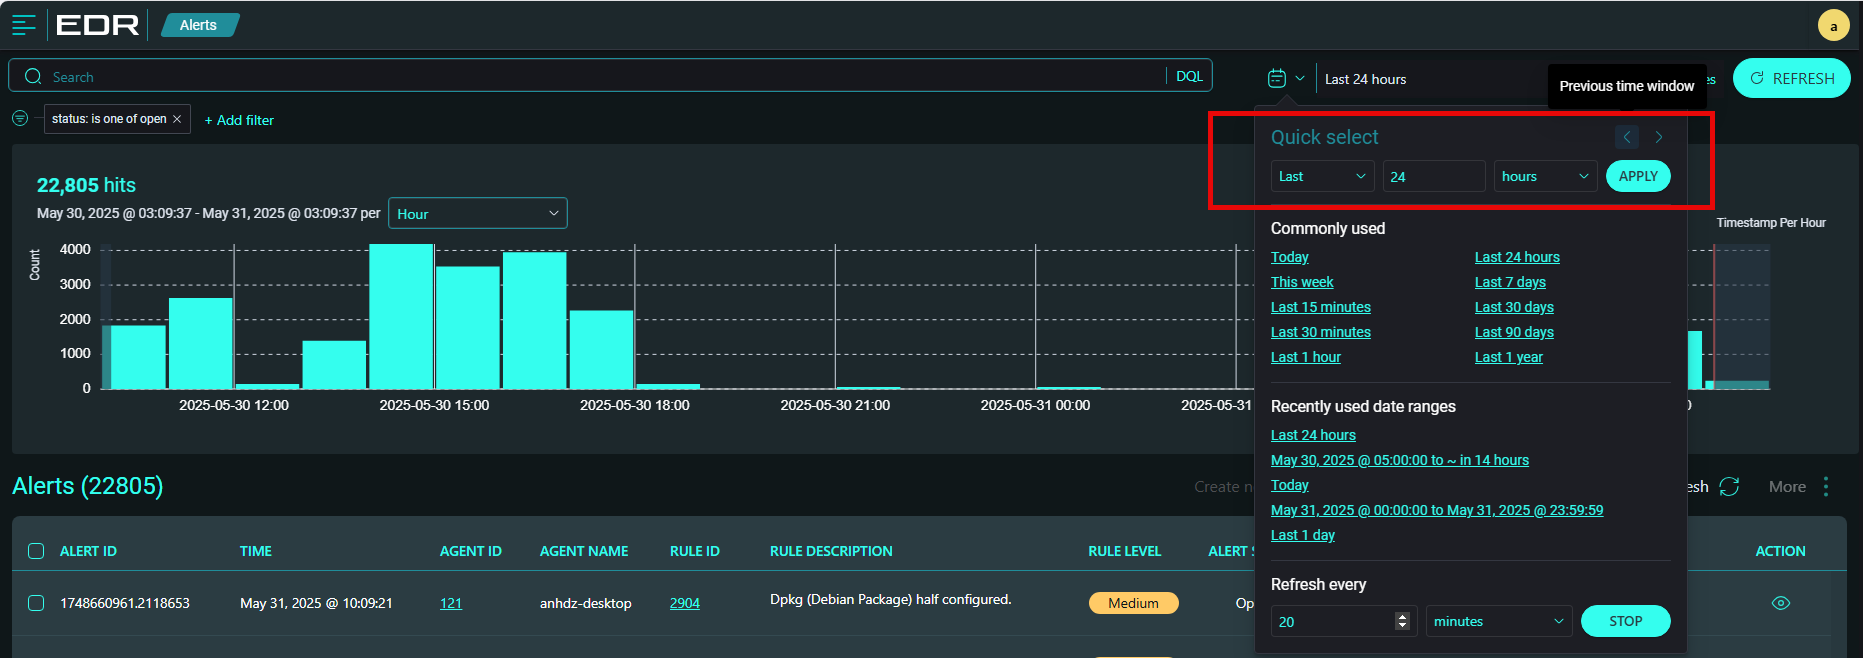 EDR
Alerts
a
Search
DQL
Last 24 hours
Previous time window
es
REFRESH
status: is one of open ×
+ Add filter
Quick select
Last
24
hours
APPLY
22,805 hits
May 30, 2025 @ 03:09:37 - May 31, 2025 @ 03:09:37 per
Hour
Timestamp Per Hour
Count
4000
3000
2000
1000
0
2025-05-30 12:00
2025-05-30 15:00
2025-05-30 18:00
2025-05-30 21:00
2025-05-31 00:00
2025-05-31
0
Commonly used
Today
Last 24 hours
This week
Last 7 days
Last 15 minutes
Last 30 days
Last 30 minutes
Last 90 days
Last 1 hour
Last 1 year
Recently used date ranges
Last 24 hours
May 30, 2025 @ 05:00:00 to ~ in 14 hours
Today
May 31, 2025 @ 00:00:00 to May 31, 2025 @ 23:59:59
Last 1 day
Refresh every
20
minutes
STOP
Alerts (22805)
Create n
esh
More
ALERT ID
TIME
AGENT ID
AGENT NAME
RULE ID
RULE DESCRIPTION
RULE LEVEL
ALERT S
ACTION
1748660961.2118653
May 31, 2025 @ 10:09:21
121
anhdz-desktop
2904
Dpkg (Debian Package) half configured.
Medium
Op